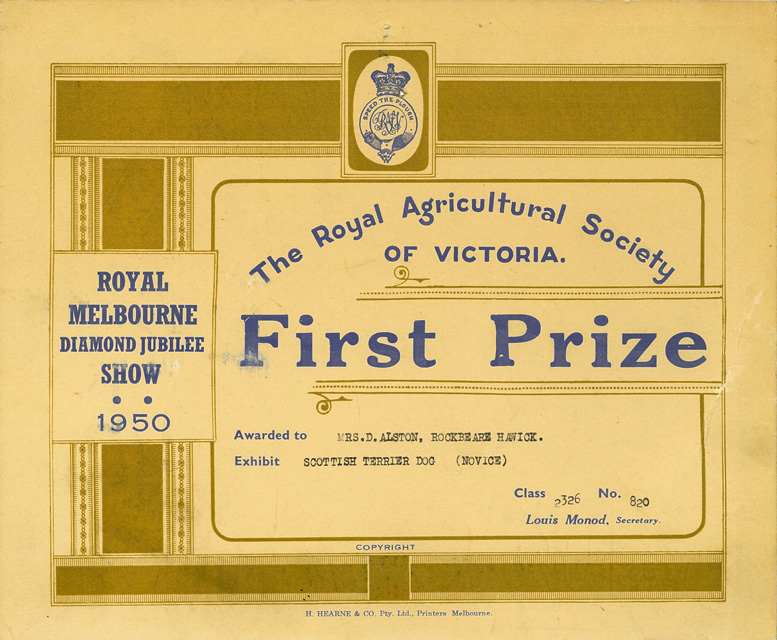 SPEED THE PLOUGH
The Royal Agricultural Society
OF VICTORIA.
ROYAL
MELBOURNE
DIAMOND JUBILEE
SHOW
• •
1950
First Prize
Awarded to MRS.D.ALSTON, ROCKBEARE HAWICK.
Exhibit SCOTTISH TERRIER DOG (NOVICE)
Class 2326 No. 820
Louis Monod, Secretary.
COPYRIGHT
H. HEARNE & CO. Pty. Ltd., Printers Melbourne.